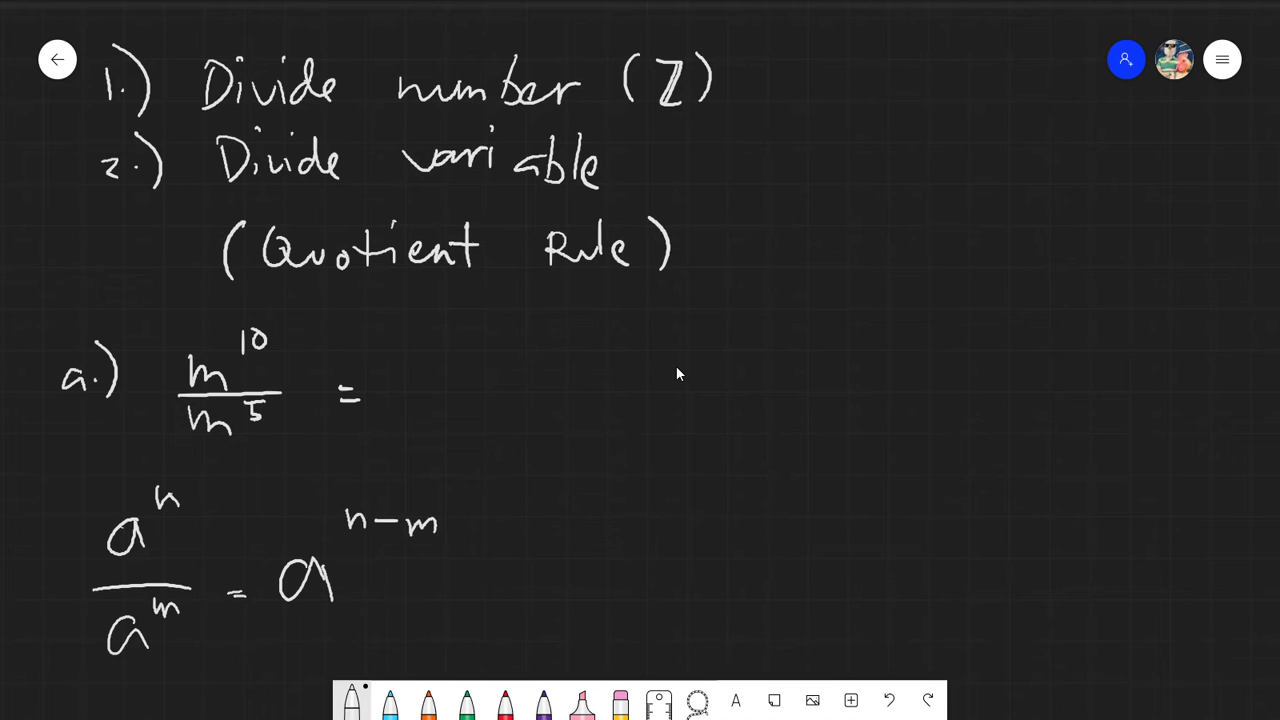 1.) Divide number (ℤ)
2.) Divide variable
(Quotient Rule)
a.) m^10 / m^5 =
a^n / a^m = a^(n-m)
A